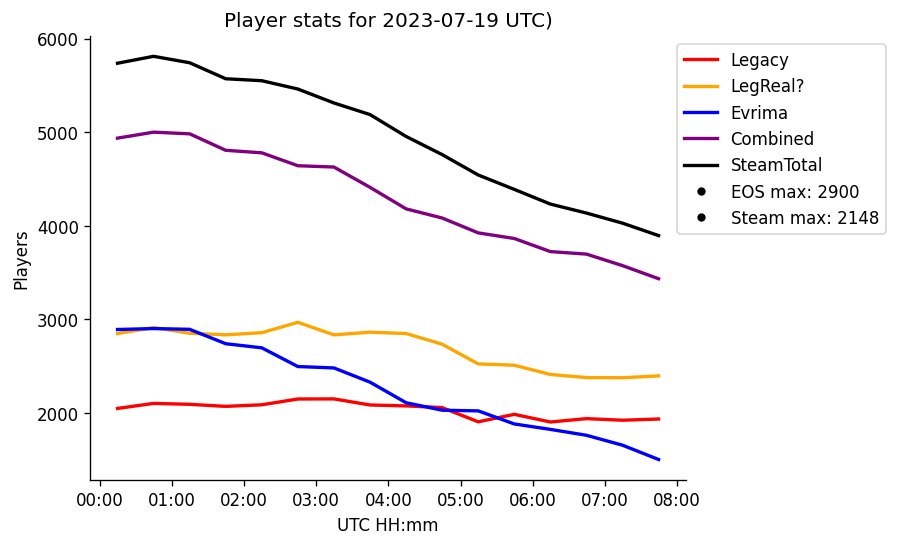 Player stats for 2023-07-19 UTC)
6000
5000
4000
3000
2000
Players
00:00 01:00 02:00 03:00 04:00 05:00 06:00 07:00 08:00
UTC HH:mm
Legacy
LegReal?
Evrima
Combined
SteamTotal
EOS max: 2900
Steam max: 2148